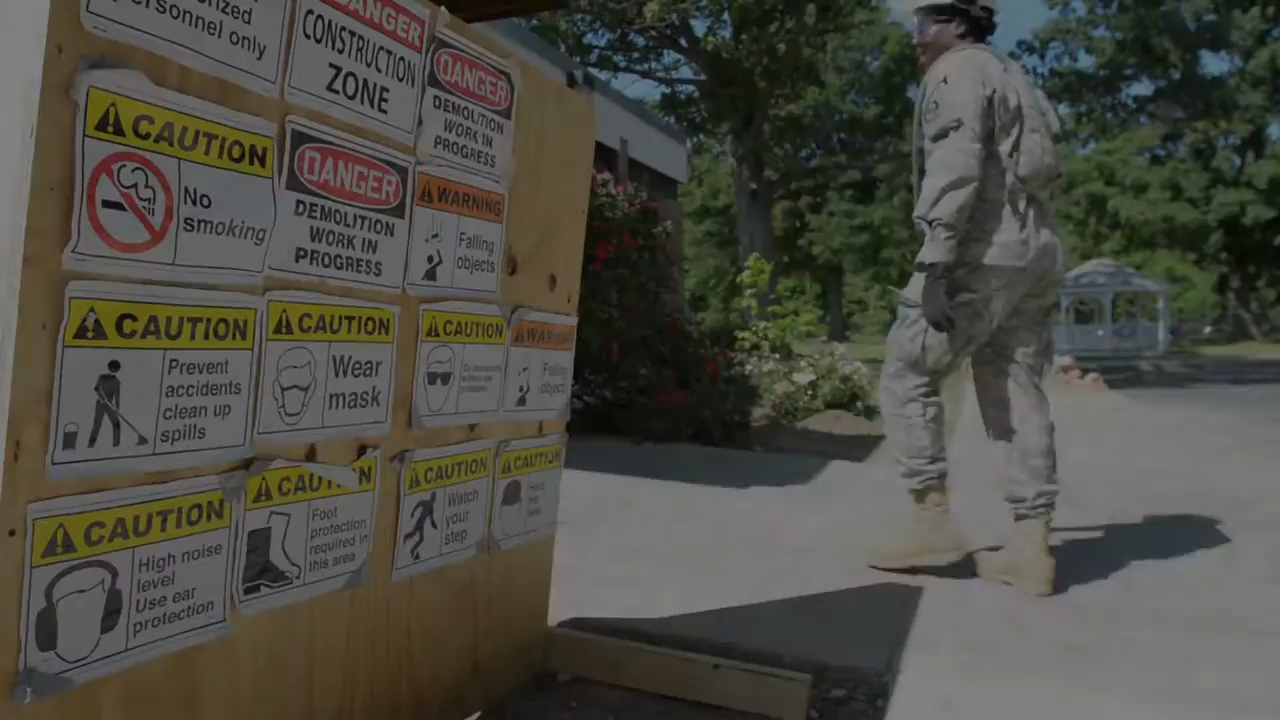 personnel only
DANGER
CONSTRUCTION
ZONE
DANGER
DEMOLITION
WORK IN
PROGRESS
CAUTION
No
smoking
DANGER
DEMOLITION
WORK IN
PROGRESS
WARNING
Falling
objects
CAUTION
Prevent
accidents
clean up
spills
CAUTION
Wear
mask
CAUTION
WARNING
Falling
object
CAUTION
High noise
level
Use ear
protection
CAUTION
Foot
protection
required in
this area
CAUTION
Watch
your
step
CAUTION